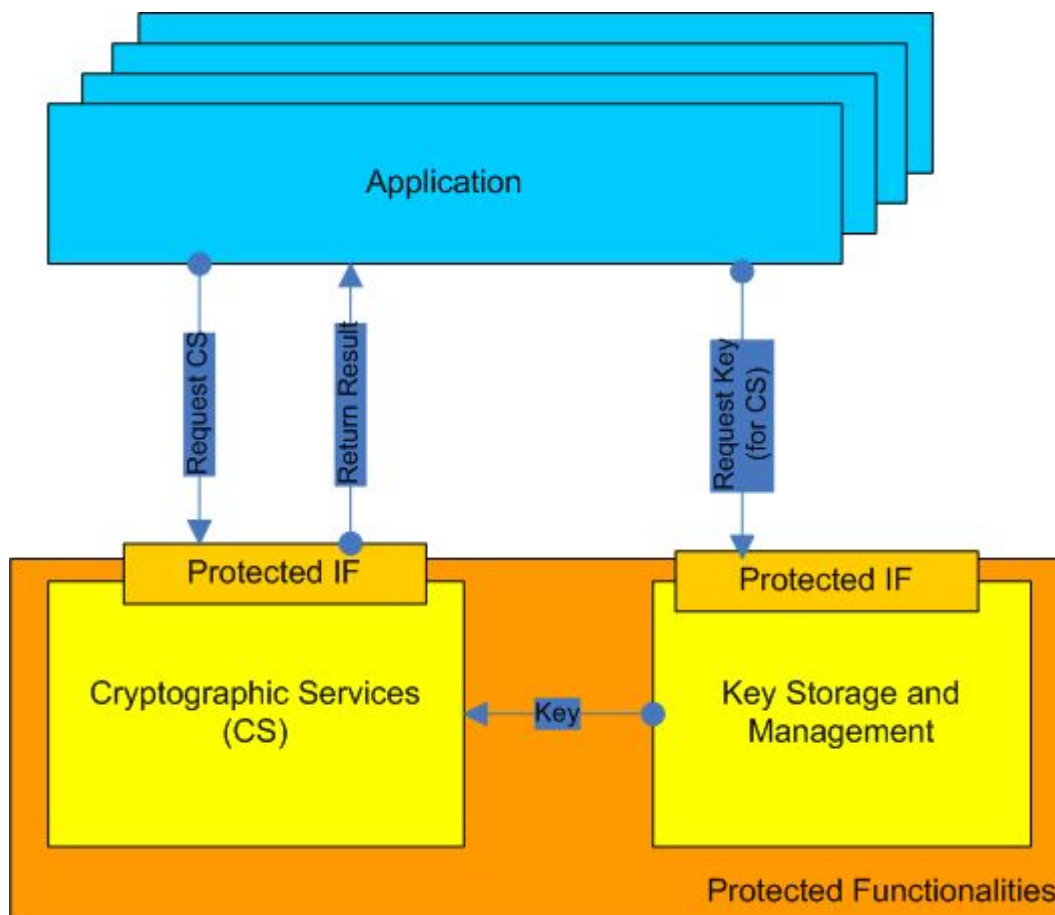 Application
Request CS
Return Result
Request Key
(for CS)
Protected IF
Protected IF
Cryptographic Services
(CS)
Key
Key Storage and
Management
Protected Functionalities